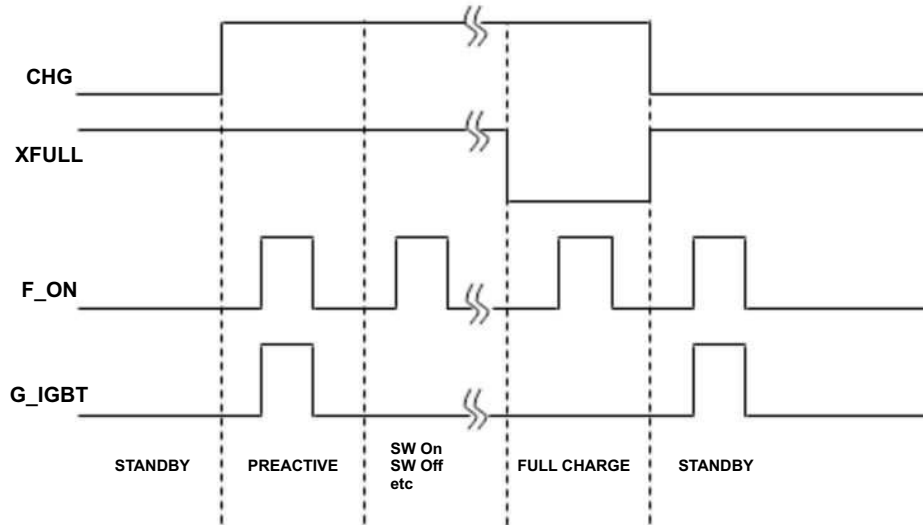 CHG
XFULL
F_ON
G_IGBT
STANDBY
PREACTIVE
SW On
SW Off
etc
FULL CHARGE
STANDBY